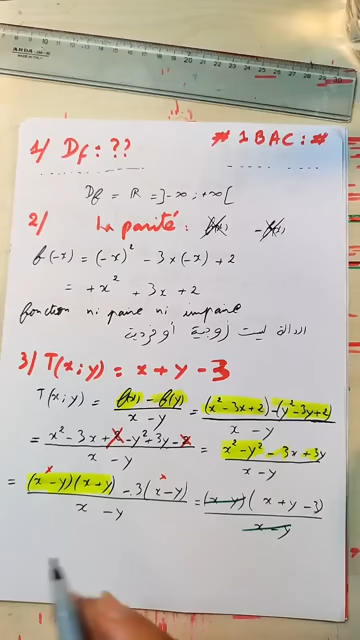 1/ Df : ??
# 1 BAC : #
Df = ℝ = ]-∞ ; +∞[
2/ La parité : f(x) - f(x)
f(-x) = (-x)² - 3×(-x) + 2
= +x² + 3x + 2
fonction ni paire ni impaire
الدالة ليست زوجية أو فردية
3/ T(x;y) = x + y - 3
T(x;y) = (f(x) - f(y)) / (x - y) = ((x² - 3x + 2) - (y² - 3y + 2)) / (x - y)
= (x² - 3x + 2 - y² + 3y - 2) / (x - y) = (x² - y² - 3x + 3y) / (x - y)
= ((x - y)(x + y) - 3(x - y)) / (x - y) = ((x - y)(x + y - 3)) / (x - y)